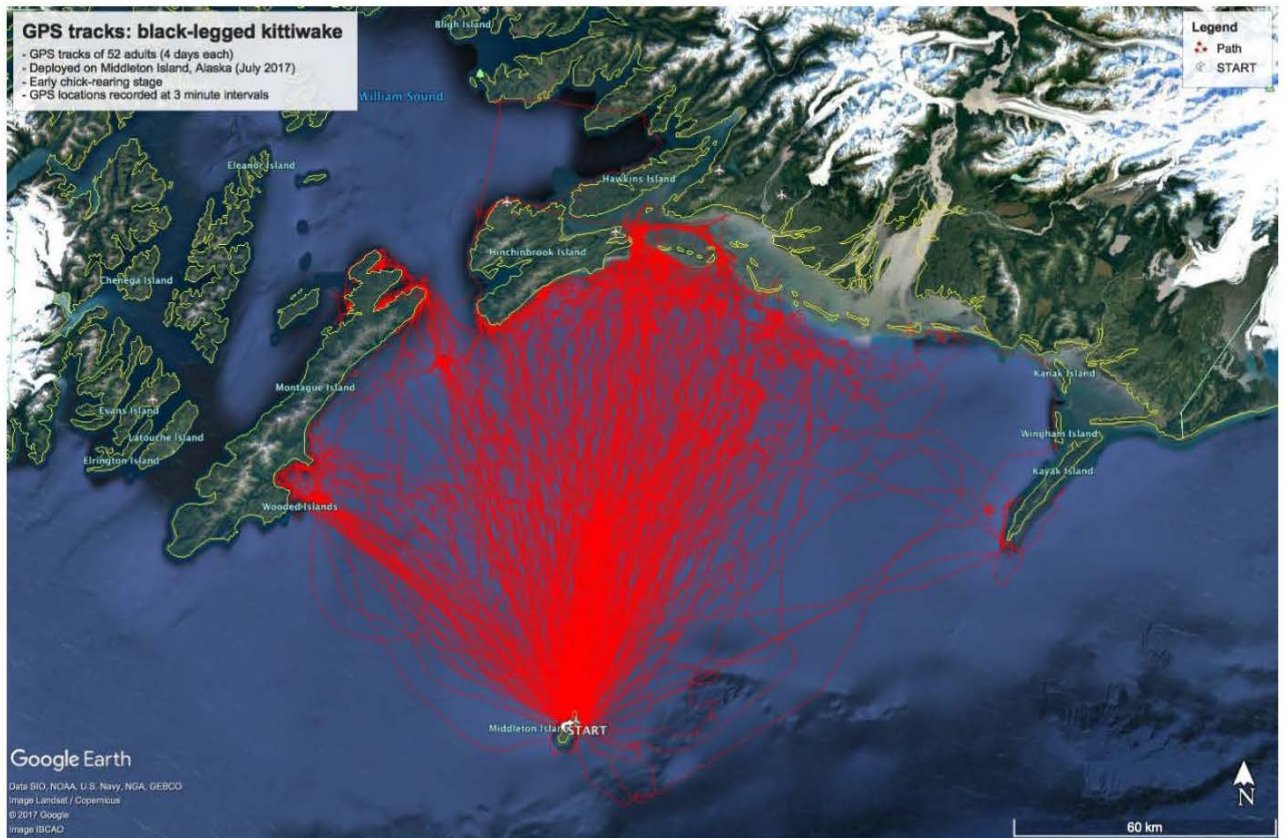 GPS tracks: black-legged kittiwake
- GPS tracks of 52 adults (4 days each)
- Deployed on Middleton Island, Alaska (July 2017)
- Early chick-rearing stage
- GPS locations recorded at 3 minute intervals
Legend
Path
START
Bligh Island
William Sound
Eleanor Island
Hawkins Island
Hinchinbrook Island
Chenega Island
Montague Island
Kanak Island
Evans Island
Latouche Island
Wingham Island
Elrington Island
Kayak Island
Wooded Islands
Middleton Islan
START
Google Earth
Data SIO, NOAA, U.S. Navy, NGA, GEBCO
Image Landsat / Copernicus
© 2017 Google
Image IBCAO
N
60 km